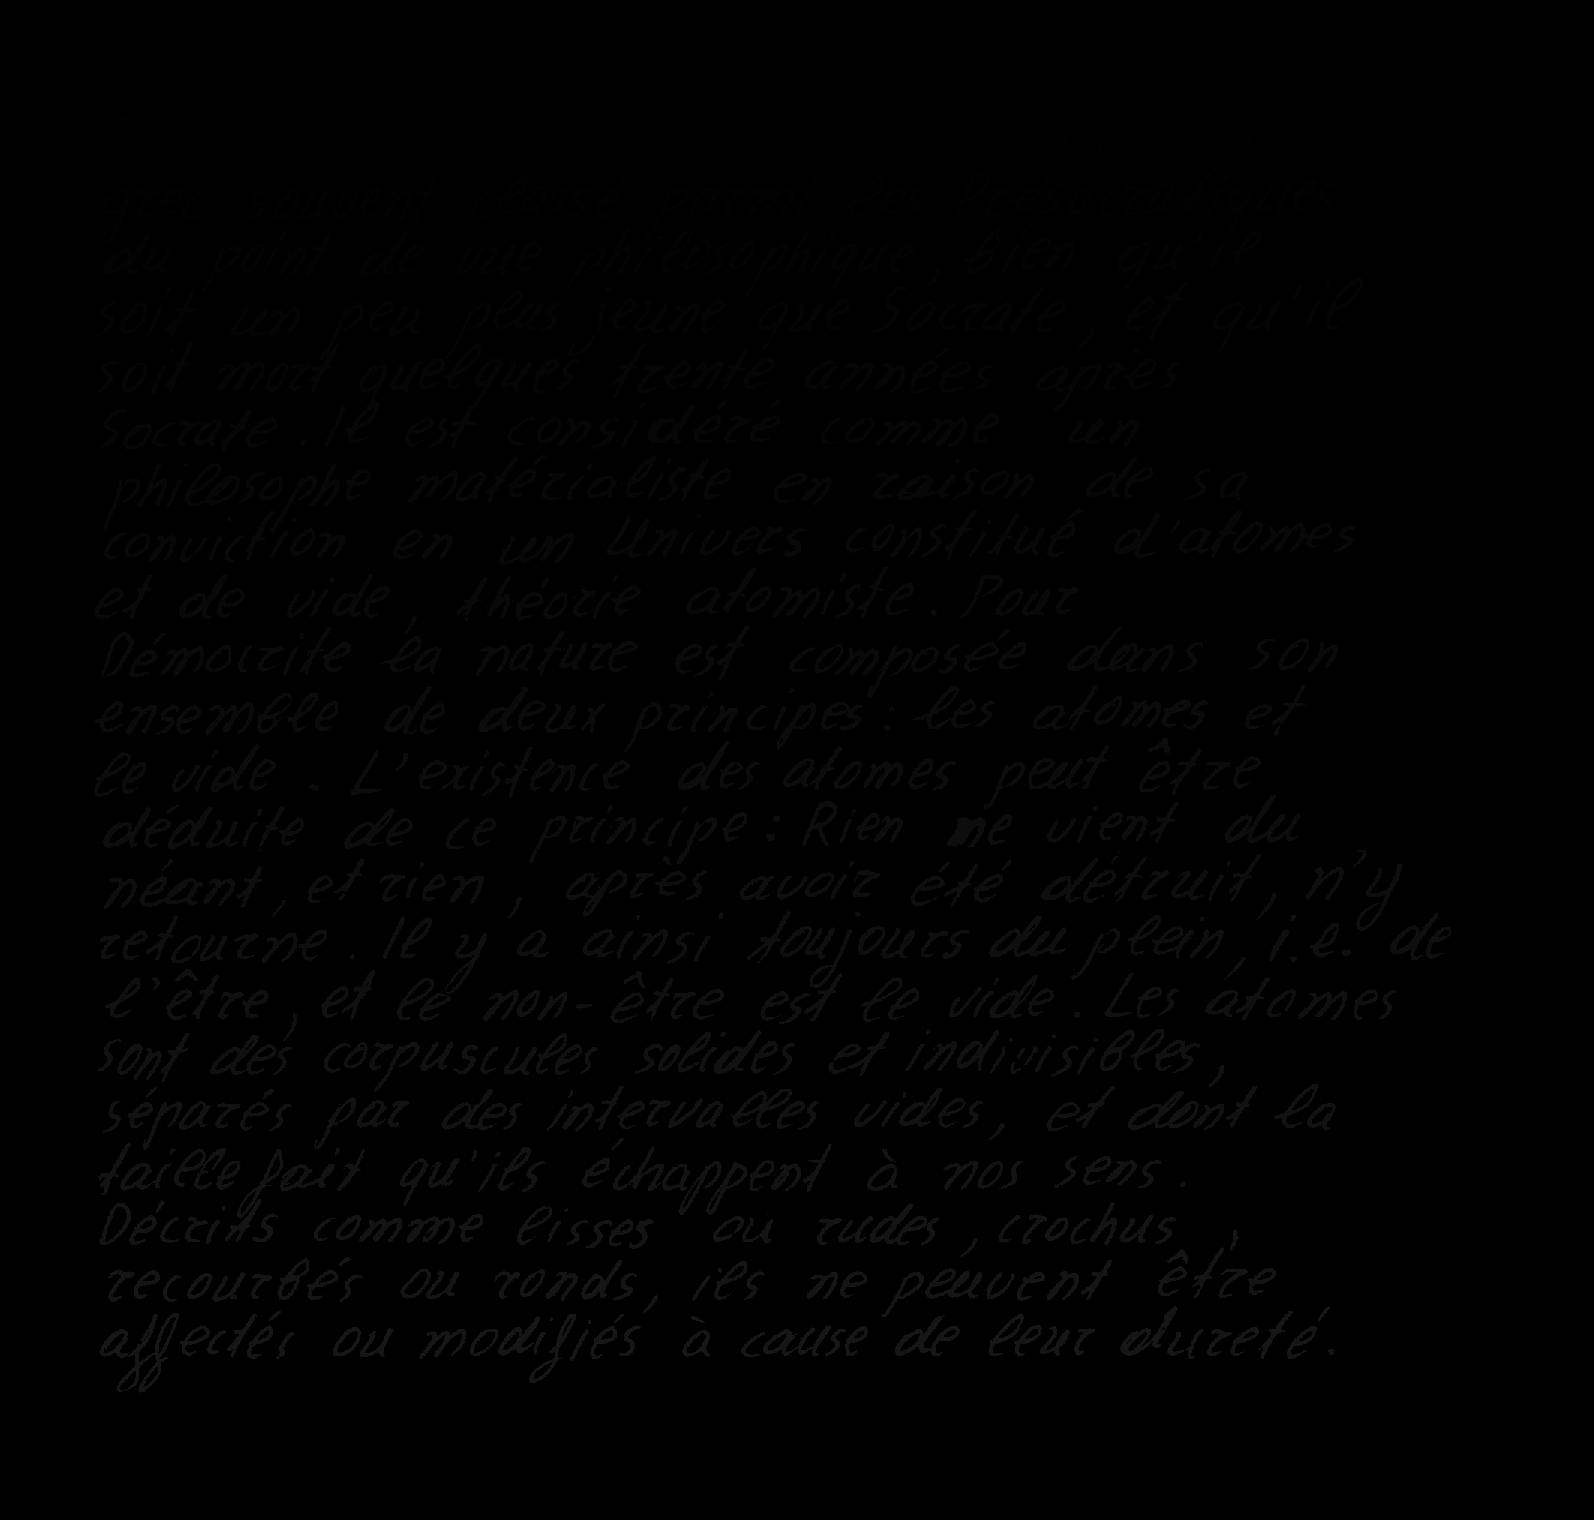 grec souvent classé parmi les Présocratiques
du point de vue philosophique, bien qu'il
soit un peu plus jeune que Socrate, et qu'il
soit mort quelques trente années après
Socrate. Il est considéré comme un
philosophe matérialiste en raison de sa
conviction en un Univers constitué d'atomes
et de vide, théorie atomiste. Pour
Démocrite la nature est composée dans son
ensemble de deux principes : les atomes et
le vide. L'existence des atomes peut être
déduite de ce principe : Rien ne vient du
néant, et rien, après avoir été détruit, n'y
retourne. Il y a ainsi toujours du plein, i.e. de
l'être, et le non-être est le vide. Les atomes
sont des corpuscules solides et indivisibles,
séparés par des intervalles vides, et dont la
taille fait qu'ils échappent à nos sens.
Décrits comme lisses ou rudes, crochus,
recourbés ou ronds, ils ne peuvent être
affectés ou modifiés à cause de leur dureté.